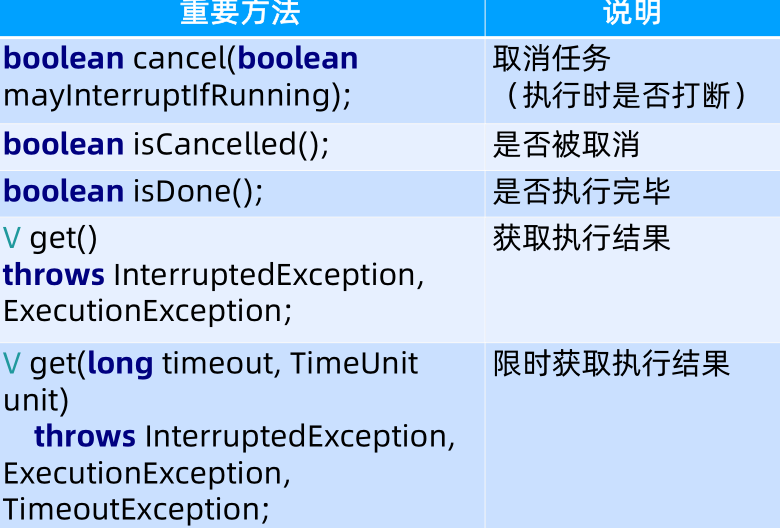 重要方法 说明
boolean cancel(boolean
mayInterruptIfRunning);
取消任务
（执行时是否打断）
boolean isCancelled();
是否被取消
boolean isDone();
是否执行完毕
V get()
throws InterruptedException,
ExecutionException;
获取执行结果
V get(long timeout, TimeUnit
unit)
throws InterruptedException,
ExecutionException,
TimeoutException;
限时获取执行结果